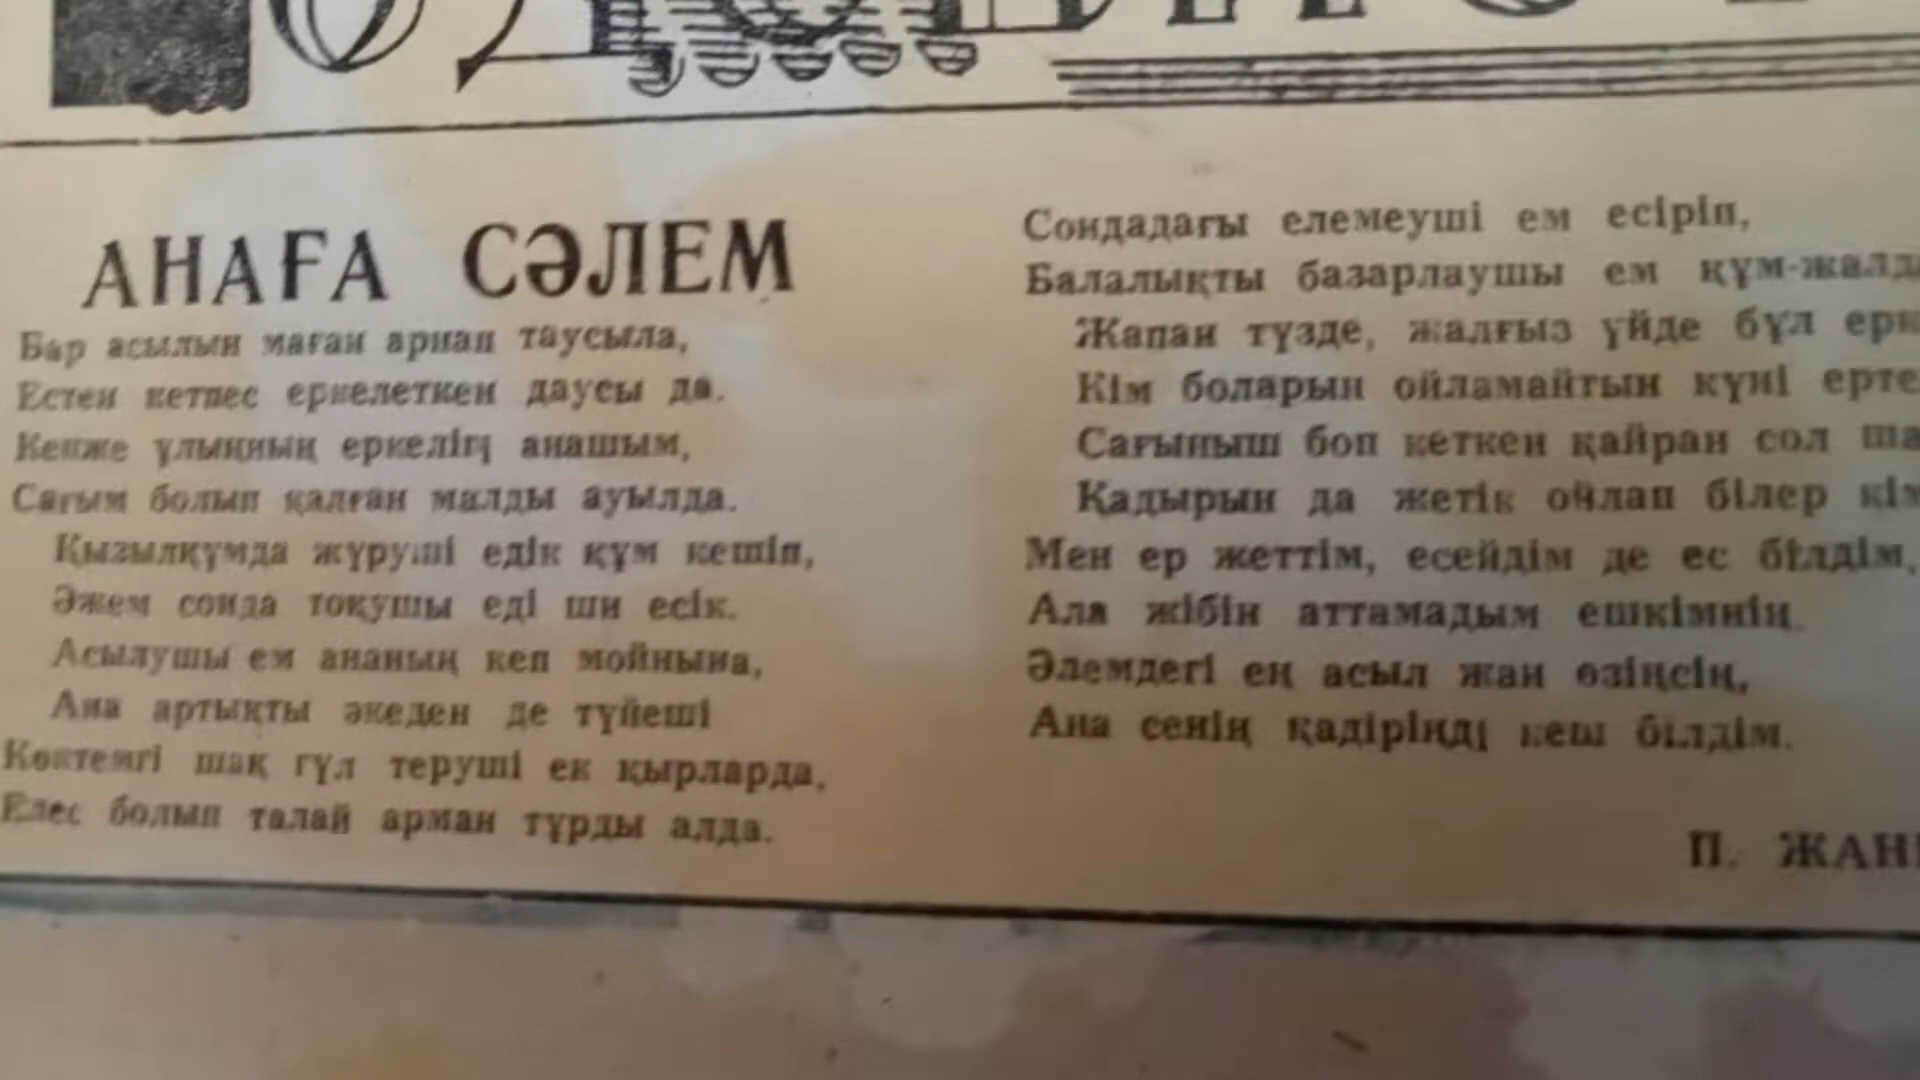 АНАҒА СӘЛЕМ
Бар асылын маған арнап таусыла,
Естен кетпес еркелеткен даусы да.
Кенже ұлыңның еркелігі анашым,
Сағым болып қалған малды ауылда.
Қызылқұмда жүруші едік құм кешіп,
Әжем сонда тоқушы еді ши есік.
Асылушы ем ананың кеп мойнына,
Ана артықты әкеден де түйеші
Көктемгі шақ гүл теруші ек қырларда,
Елес болып талай арман тұрды алда.
Сондадағы елемеуші ем есіріп,
Балалықты базарлаушы ем
Жапан түзде, жалғыз үйде бұл
Кім боларын ойламайтын күні
Сағыныш боп кеткен қайран сол
Қадырын да жетік ойлап білер
Мен ер жеттім, есейдім де ес білдім,
Ала жібін аттамадым ешкімнің.
Әлемдегі ең асыл жан өзіңсің,
Ана сенің қадіріңді кеш білдім.
П.